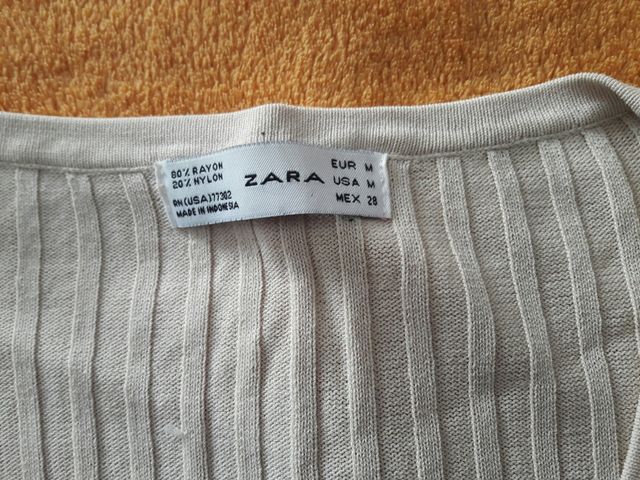 80% RAYON
20% NYLON
RN(USA)77302
MADE IN INDONESIA
ZARA
EUR M
USA M
MEX 28